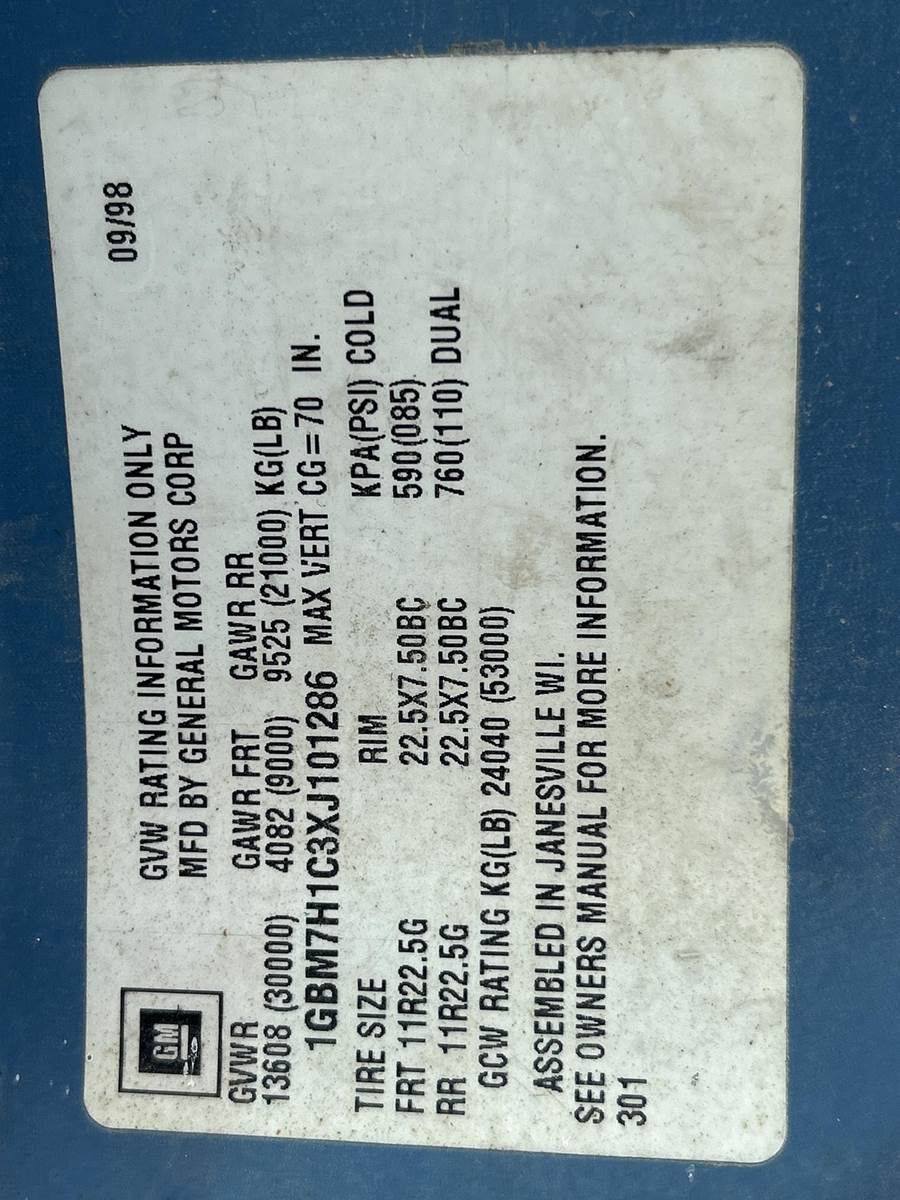 GM
GVW RATING INFORMATION ONLY 09/98
MFD BY GENERAL MOTORS CORP
GVWR GAWR FRT GAWR RR
13608 (30000) 4082 (9000) 9525 (21000) KG(LB)
1GBM7H1C3XJ101286 MAX VERT CG=70 IN.
TIRE SIZE RIM KPA(PSI) COLD
FRT 11R22.5G 22.5X7.50BC 590(085)
RR 11R22.5G 22.5X7.50BC 760(110) DUAL
GCW RATING KG(LB) 24040 (53000)
ASSEMBLED IN JANESVILLE WI.
SEE OWNERS MANUAL FOR MORE INFORMATION.
301